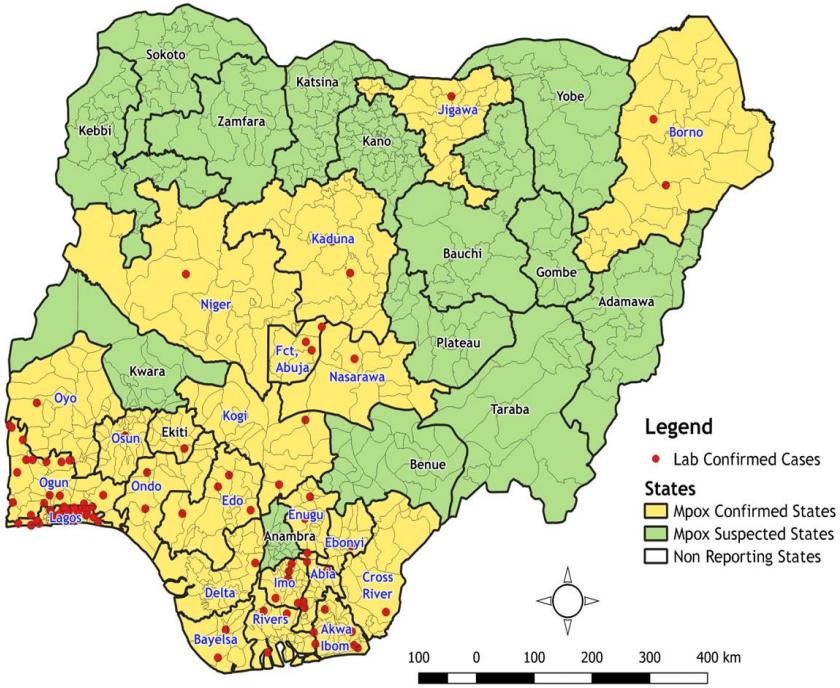 Sokoto
Katsina
Kebbi
Zamfara
Kano
Jigawa
Yobe
Borno
Kaduna
Bauchi
Gombe
Adamawa
Niger
Plateau
Fct,
Abuja
Nasarawa
Kwara
Taraba
Oyo
Kogi
Osun
Ekiti
Benue
Ogun
Ondo
Edo
Lagos
Enugu
Anambra
Ebonyi
Imo
Abia
Cross
River
Delta
Rivers
Akwa
Ibom
Bayelsa
Legend
Lab Confirmed Cases
States
Mpox Confirmed States
Mpox Suspected States
Non Reporting States
100 0 100 200 300 400 km